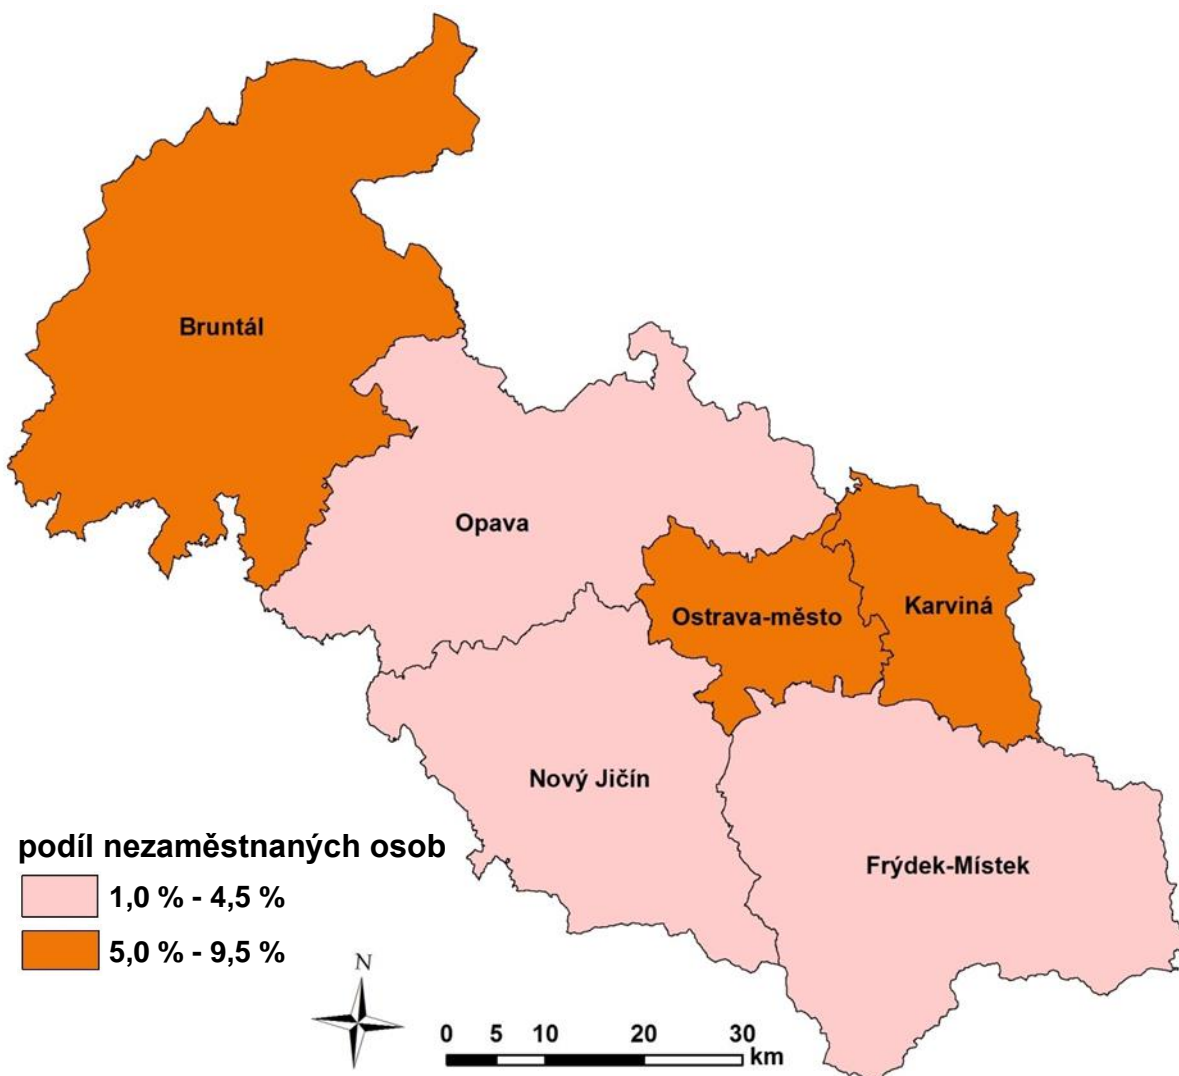 Bruntál
Opava
Ostrava-město
Karviná
Nový Jičín
Frýdek-Místek
podíl nezaměstnaných osob
1,0 % - 4,5 %
5,0 % - 9,5 %
N
0 5 10 20 30
km